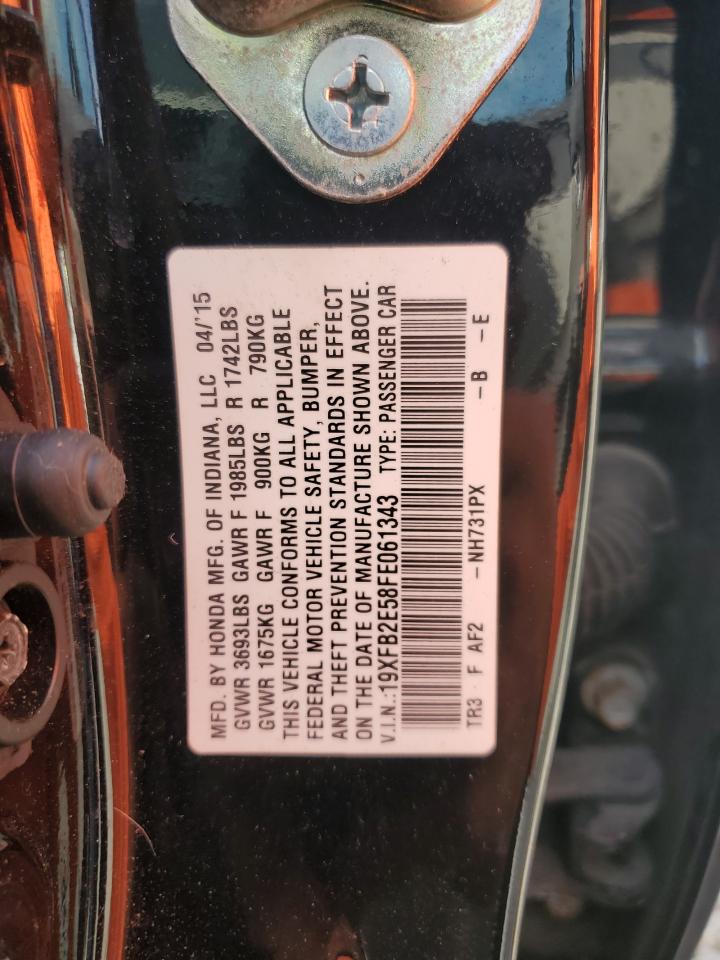 MFD. BY HONDA MFG. OF INDIANA, LLC 04/'15
GVWR 3693LBS GAWR F 1985LBS R 1742LBS
GVWR 1675KG GAWR F 900KG R 790KG
THIS VEHICLE CONFORMS TO ALL APPLICABLE
FEDERAL MOTOR VEHICLE SAFETY, BUMPER,
AND THEFT PREVENTION STANDARDS IN EFFECT
ON THE DATE OF MANUFACTURE SHOWN ABOVE.
V.I.N.:19XFB2E58FE061343 TYPE: PASSENGER CAR
TR3 F AF2 - NH731PX - B - E